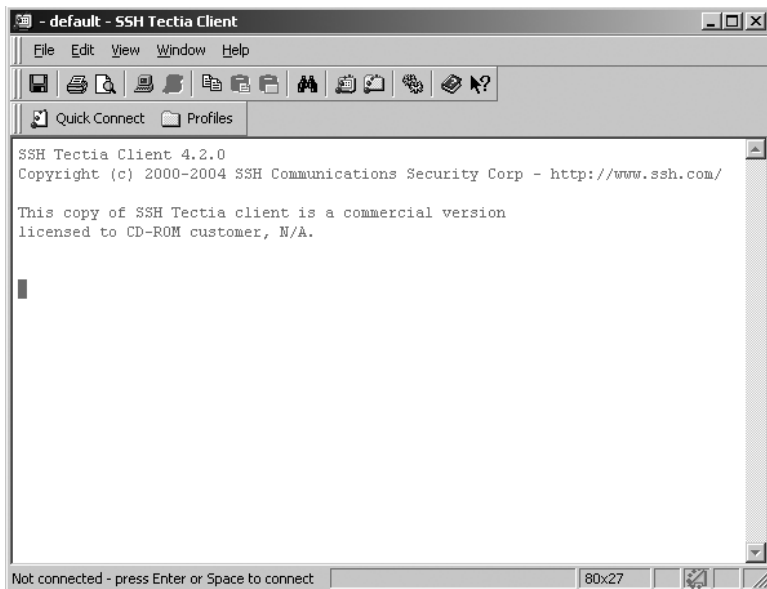 - default - SSH Tectia Client
File Edit View Window Help
Quick Connect Profiles
SSH Tectia Client 4.2.0
Copyright (c) 2000-2004 SSH Communications Security Corp - http://www.ssh.com/
This copy of SSH Tectia client is a commercial version
licensed to CD-ROM customer, N/A.
Not connected - press Enter or Space to connect 80x27